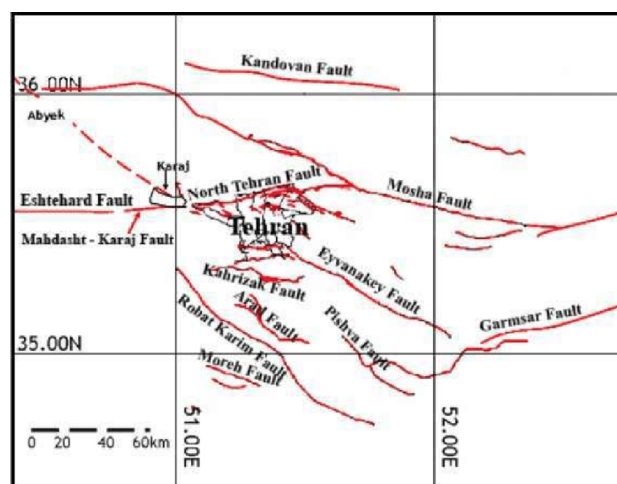 Kandovan Fault
36.00N
Abyek
Karaj
North Tehran Fault
Mosha Fault
Eshtehard Fault
Mahdasht - Karaj Fault
Tehran
Eyvanakey Fault
Kahrizak Fault
Arad Fault
Pishva Fault
Garmsar Fault
Robat Karim Fault
35.00N
Moreh Fault
51.00E
52.00E
0 20 40 60km